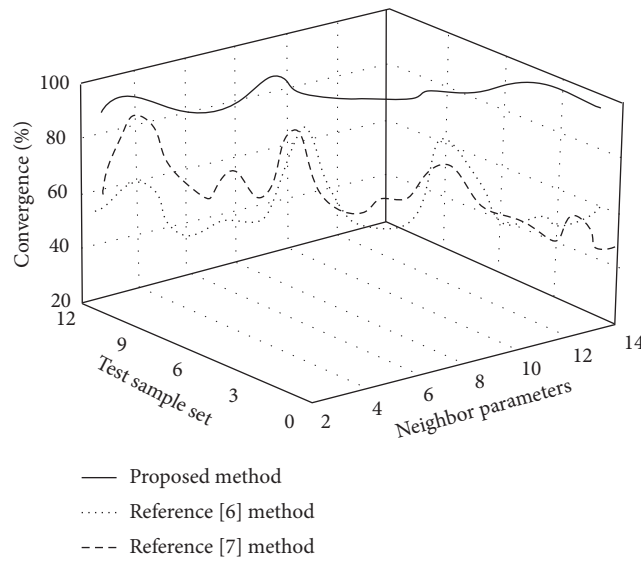 Convergence (%)
100
80
60
40
20
12
9
6
3
0
Test sample set
2
4
6
8
10
12
14
Neighbor parameters
Proposed method
Reference [6] method
Reference [7] method